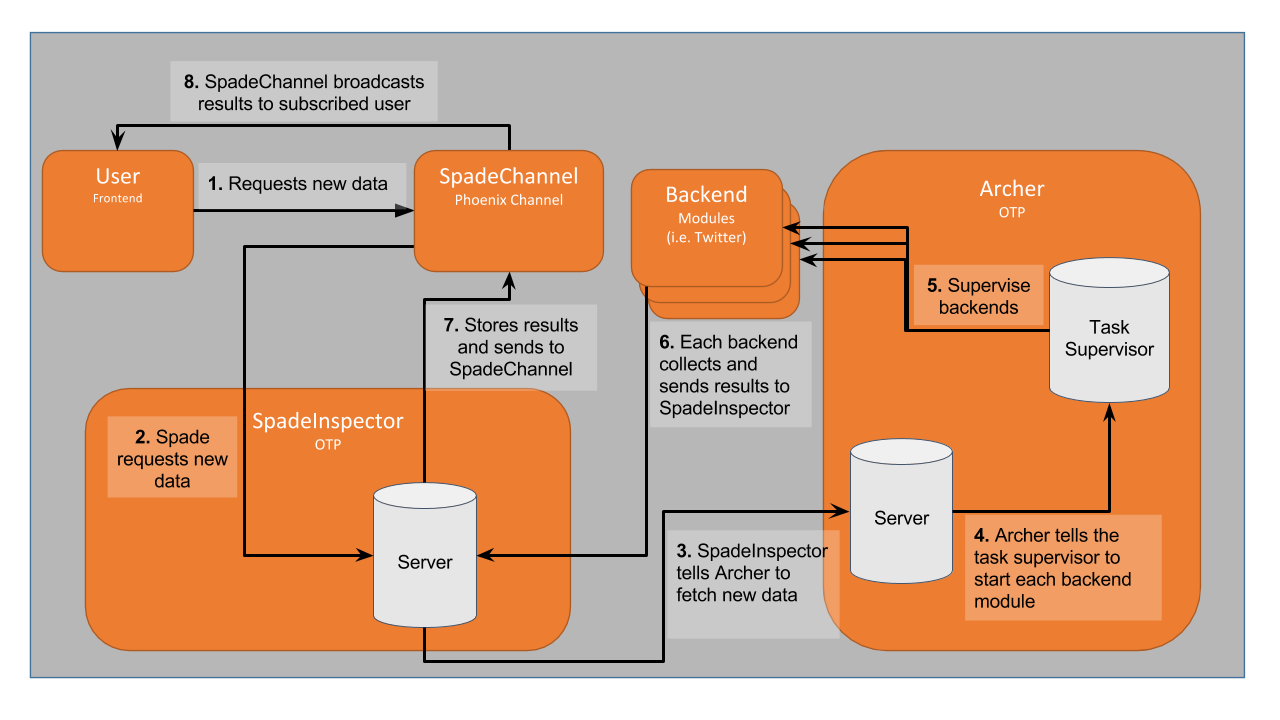 8. SpadeChannel broadcasts
results to subscribed user
User
Frontend
1. Requests new data
SpadeChannel
Phoenix Channel
Backend
Modules
(i.e. Twitter)
Archer
OTP
5. Supervise
backends
Task
Supervisor
7. Stores results
and sends to
SpadeChannel
6. Each backend
collects and
sends results to
SpadeInspector
SpadeInspector
OTP
2. Spade
requests new
data
Server
3. SpadeInspector
tells Archer to
fetch new data
Server
4. Archer tells the
task supervisor to
start each backend
module